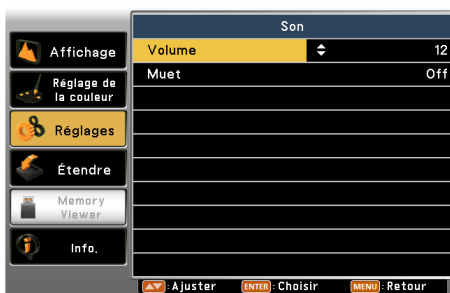 Son
Affichage
Réglage de
la couleur
Réglages
Étendre
Memory
Viewer
Info.
Volume 12
Muet Off
:Ajuster ENTER:Choisir MENU:Retour